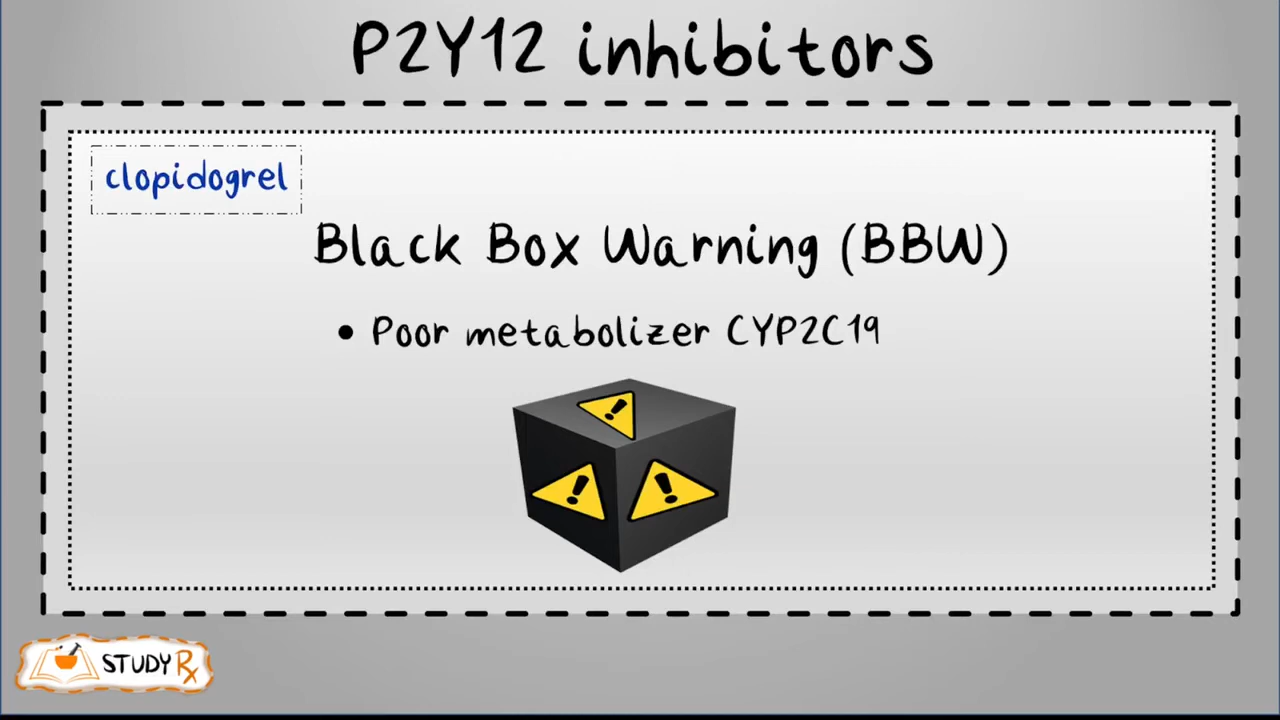 P2Y12 inhibitors
clopidogrel
Black Box Warning (BBW)
• Poor metabolizer CYP2C19
STUDY Rx